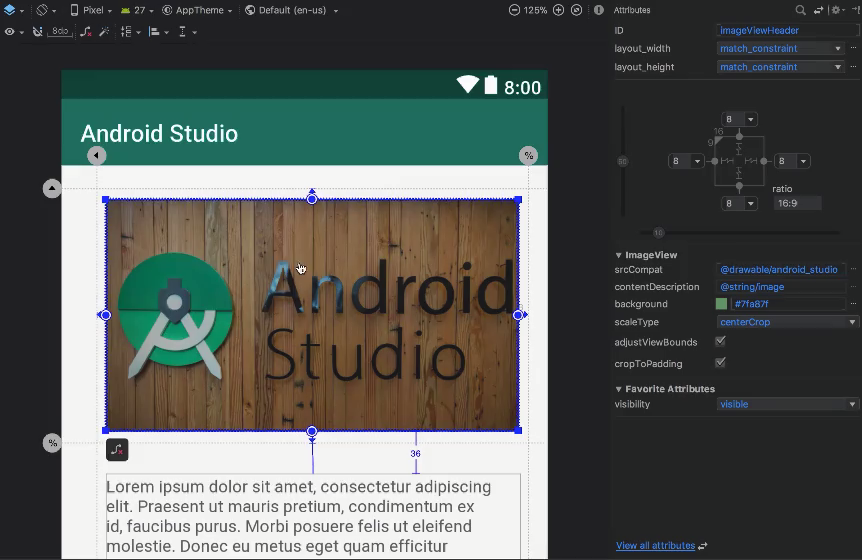 Pixel 27 AppTheme Default (en-us) 125% Attributes
8dp
ID imageViewHeader
layout_width match_constraint
layout_height match_constraint
8:00
Android Studio
%
8
16
9
50
8
8
ratio
8
16:9
Android
Studio
ImageView
srcCompat @drawable/android_studio
contentDescription @string/image
background #7fa87f
scaleType centerCrop
adjustViewBounds
cropToPadding
Favorite Attributes
visibility visible
%
36
Lorem ipsum dolor sit amet, consectetur adipiscing
elit. Praesent ut mauris pretium, condimentum ex
id, faucibus purus. Morbi posuere felis ut eleifend
molestie. Donec eu metus eget quam efficitur
View all attributes